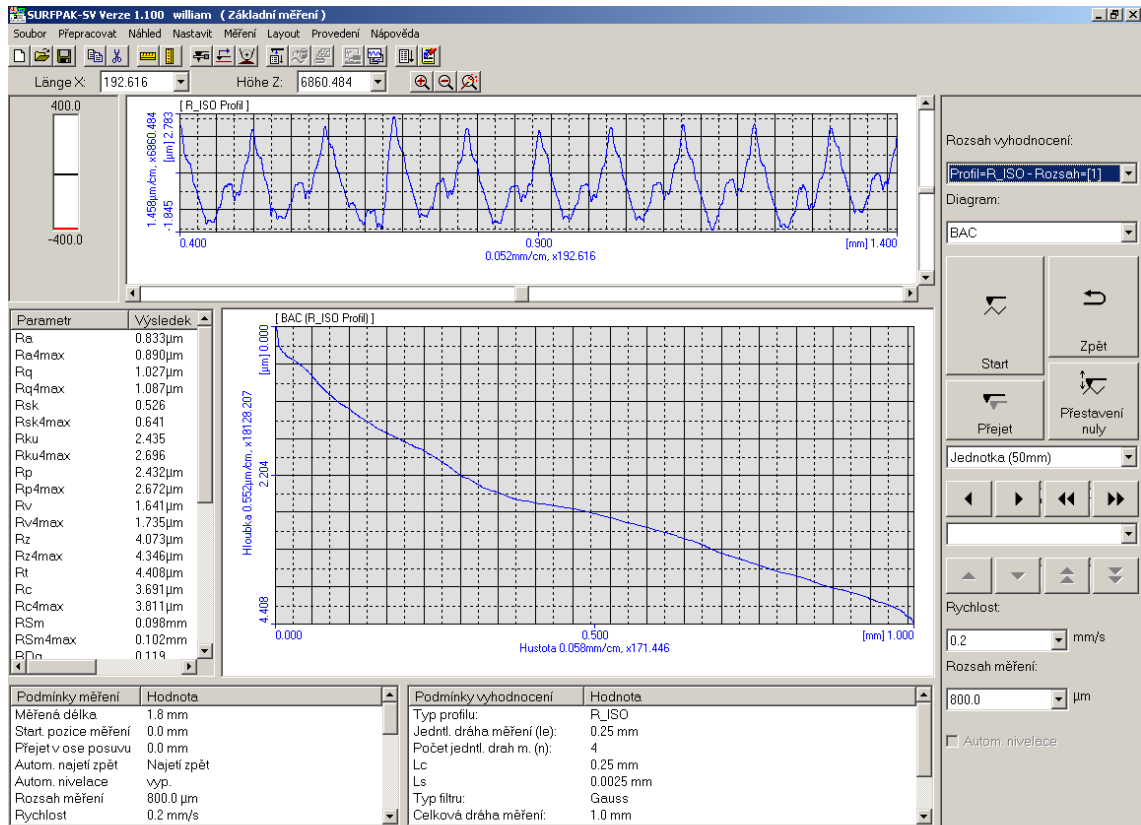 SURFPAK-SV Verze 1.100 william ( Základní měření )
Soubor Přepracovat Náhled Nastavit Měření Layout Provedení Nápověda
Länge X: 192.616 Höhe Z: 6860.484
400.0
-400.0
[ R_ISO Profil ]
1.458µm/cm, x6860.484
-1.845 [µm] 2.783
0.400 0.900 [mm] 1.400
0.052mm/cm, x192.616
Rozsah vyhodnocení:
Profil=R_ISO - Rozsah=[1]
Diagram:
BAC
Start
Zpět
Přejet
Přestavení
nuly
Jednotka (50mm)
Rychlost:
0.2 mm/s
Rozsah měření:
800.0 µm
Autom. nivelace
Parametr Výsledek
Ra 0.833µm
Ra4max 0.890µm
Rq 1.027µm
Rq4max 1.087µm
Rsk 0.526
Rsk4max 0.641
Rku 2.435
Rku4max 2.696
Rp 2.432µm
Rp4max 2.672µm
Rv 1.641µm
Rv4max 1.735µm
Rz 4.073µm
Rz4max 4.346µm
Rt 4.408µm
Rc 3.691µm
Rc4max 3.811µm
RSm 0.098mm
RSm4max 0.102mm
RDq 0.119
[ BAC (R_ISO Profil) ]
Hloubka 0.552µm/cm, x18128.207
4.408 2.204 [µm] 0.000
0.000 0.500 [mm] 1.000
Hustota 0.058mm/cm, x171.446
Podmínky měření Hodnota
Měřená délka 1.8 mm
Start. pozice měření 0.0 mm
Přejet v ose posuvu 0.0 mm
Autom. najetí zpět Najetí zpět
Autom. nivelace vyp.
Rozsah měření 800.0 µm
Rychlost 0.2 mm/s
Podmínky vyhodnocení Hodnota
Typ profilu: R_ISO
Jedntl. dráha měření (le): 0.25 mm
Počet jedntl. drah m. (n): 4
Lc 0.25 mm
Ls 0.0025 mm
Typ filtru: Gauss
Celková dráha měření: 1.0 mm